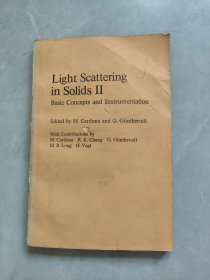 Light Scattering
in Solids II
Basic Concepts and Instrumentation
Edited by M. Cardona and G. Güntherodt
With Contributions by
M. Cardona R. K. Chang G. Güntherodt
M. B. Long H. Vogt